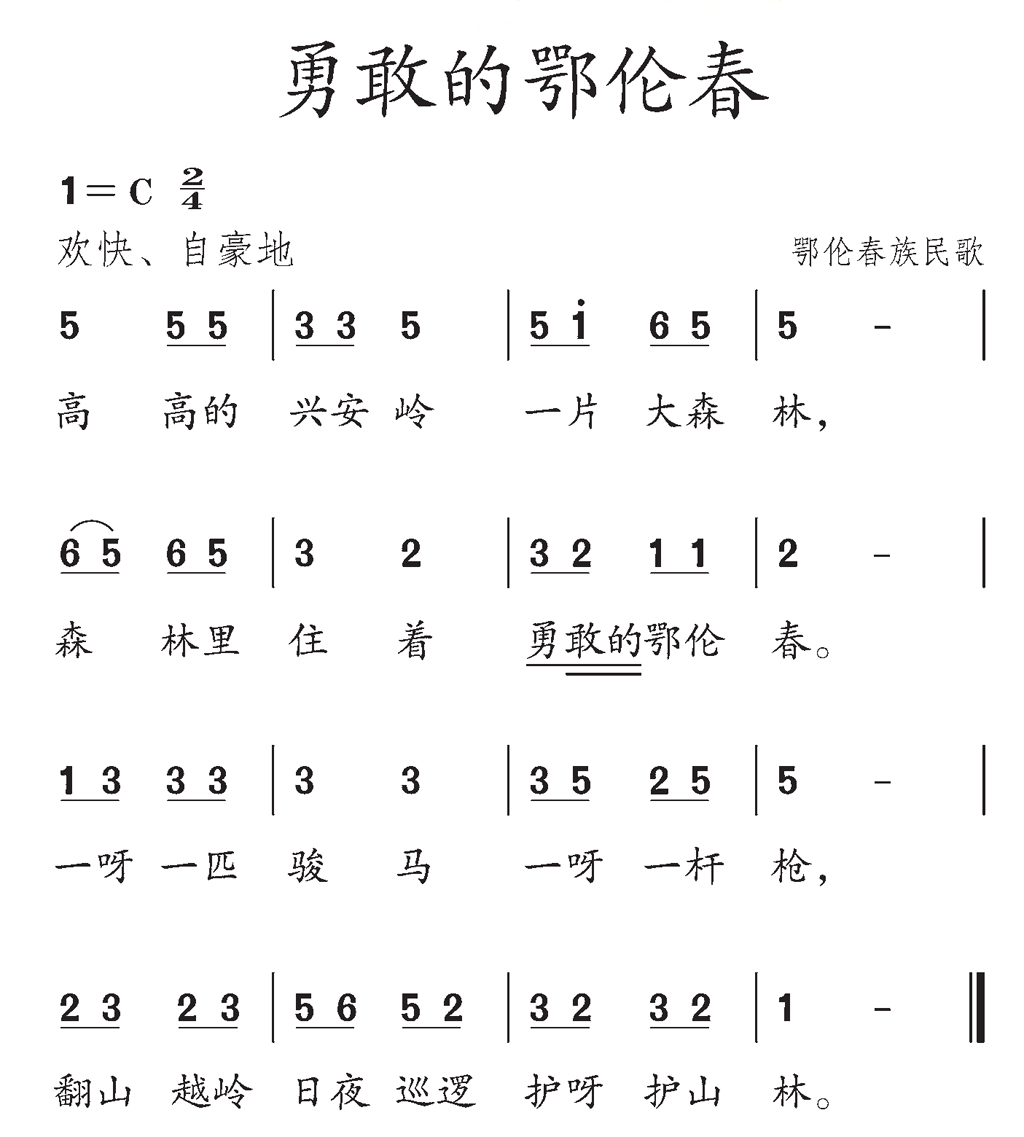 勇敢的鄂伦春
1=C 2/4
欢快、自豪地 鄂伦春族民歌
5 5 5 | 3 3 5 | 5 i 6 5 | 5 – |
高 高的 兴安 岭 一片 大森 林，
6 5 6 5 | 3 2 | 3 2 1 1 | 2 – |
森 林里 住 着 勇敢的鄂伦 春。
1 3 3 3 | 3 3 | 3 5 2 5 | 5 – |
一呀 一匹 骏 马 一呀 一杆 枪，
2 3 2 3 | 5 6 5 2 | 3 2 3 2 | 1 – ‖
翻山 越岭 日夜 巡逻 护呀 护山 林。